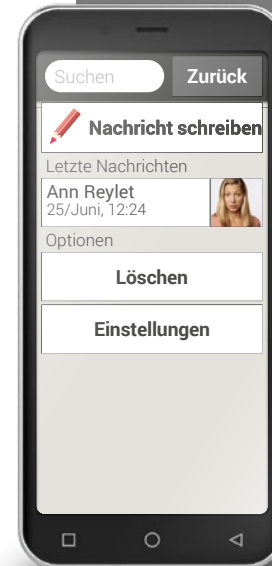 Suchen
Zurück
Nachricht schreiben
Letzte Nachrichten
Ann Reylet
25/Juni, 12:24
Optionen
Löschen
Einstellungen